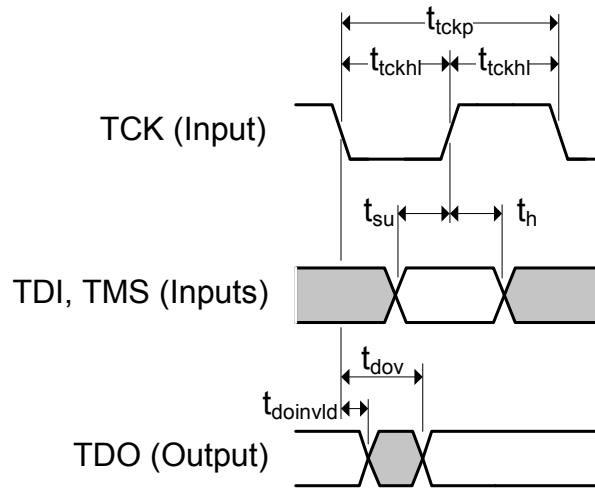 ttckp
ttckhl ttckhl
TCK (Input)
tsu th
TDI, TMS (Inputs)
tdov
tdoinvld
TDO (Output)